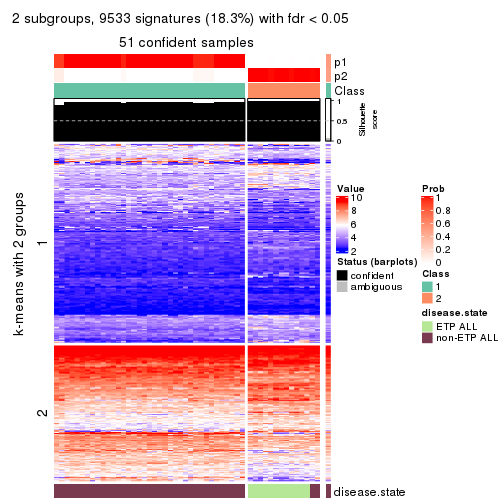 2 subgroups, 9533 signatures (18.3%) with fdr < 0.05
51 confident samples
p1
p2
Class
1
0.5
0
Silhouette
score
k-means with 2 groups
1
2
disease.state
Value
10
8
6
4
2
Status (barplots)
confident
ambiguous
Prob
1
0.8
0.6
0.4
0.2
0
Class
1
2
disease.state
ETP ALL
non-ETP ALL